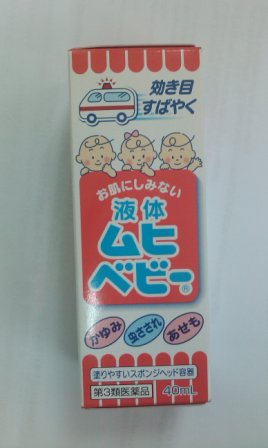 効き目
すばやく
お肌にしみない
液体
ムヒ
ベビー®
かゆみ 虫さされ あせも
塗りやすいスポンジヘッド容器
第3類医薬品 40mL